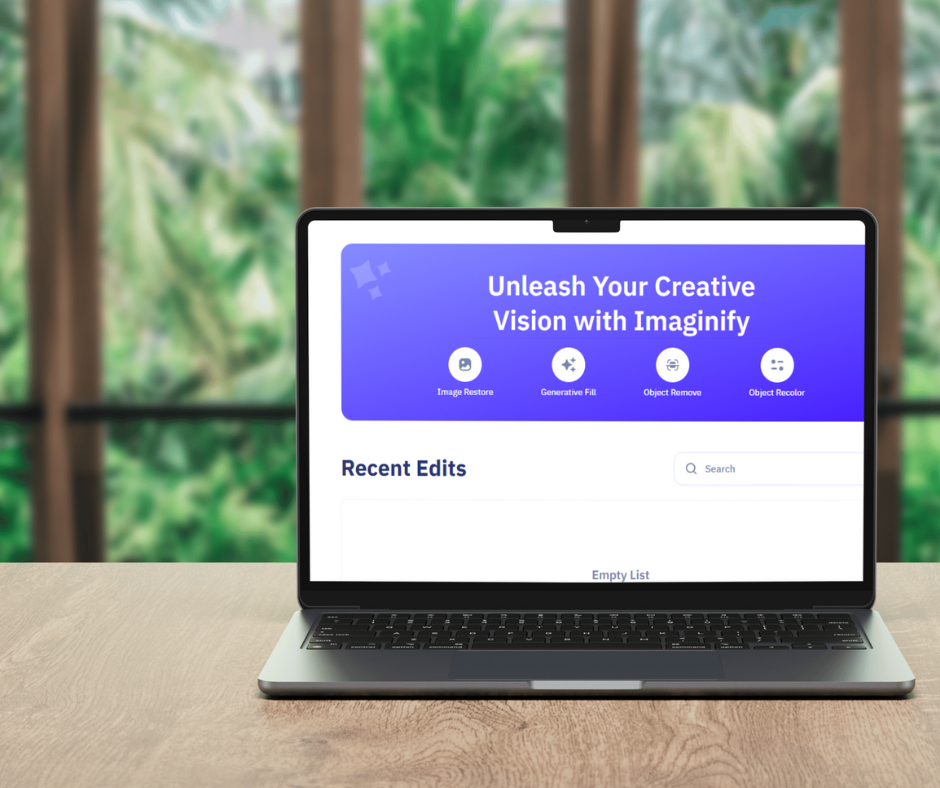 Unleash Your Creative
Vision with Imaginify
Image Restore
Generative Fill
Object Remove
Object Recolor
Recent Edits
Search
Empty List